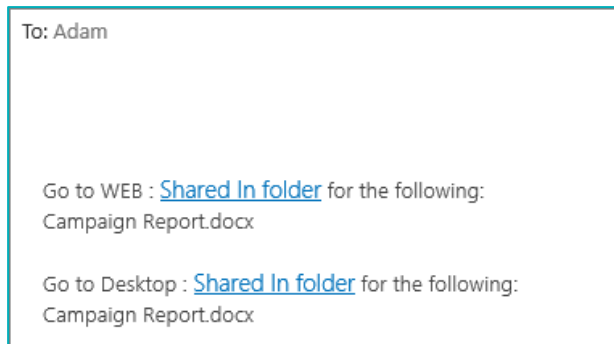 To: Adam
Go to WEB : Shared In folder for the following:
Campaign Report.docx
Go to Desktop : Shared In folder for the following:
Campaign Report.docx